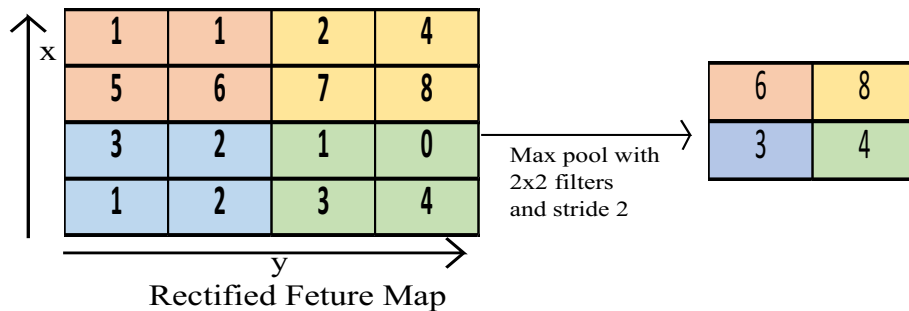 x
1 1 2 4
5 6 7 8
3 2 1 0
1 2 3 4
y
Rectified Feture Map
Max pool with
2x2 filters
and stride 2
6 8
3 4